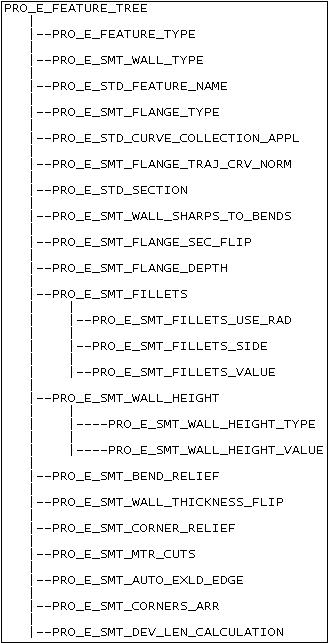 PRO_E_FEATURE_TREE
|--PRO_E_FEATURE_TYPE
|--PRO_E_SMT_WALL_TYPE
|--PRO_E_STD_FEATURE_NAME
|--PRO_E_SMT_FLANGE_TYPE
|--PRO_E_STD_CURVE_COLLECTION_APPL
|--PRO_E_SMT_FLANGE_TRAJ_CRV_NORM
|--PRO_E_STD_SECTION
|--PRO_E_SMT_WALL_SHARPS_TO_BENDS
|--PRO_E_SMT_FLANGE_SEC_FLIP
|--PRO_E_SMT_FLANGE_DEPTH
|--PRO_E_SMT_FILLETS
|--PRO_E_SMT_FILLETS_USE_RAD
|--PRO_E_SMT_FILLETS_SIDE
|--PRO_E_SMT_FILLETS_VALUE
|--PRO_E_SMT_WALL_HEIGHT
|----PRO_E_SMT_WALL_HEIGHT_TYPE
|----PRO_E_SMT_WALL_HEIGHT_VALUE
|--PRO_E_SMT_BEND_RELIEF
|--PRO_E_SMT_WALL_THICKNESS_FLIP
|--PRO_E_SMT_CORNER_RELIEF
|--PRO_E_SMT_MTR_CUTS
|--PRO_E_SMT_AUTO_EXLD_EDGE
|--PRO_E_SMT_CORNERS_ARR
|--PRO_E_SMT_DEV_LEN_CALCULATION